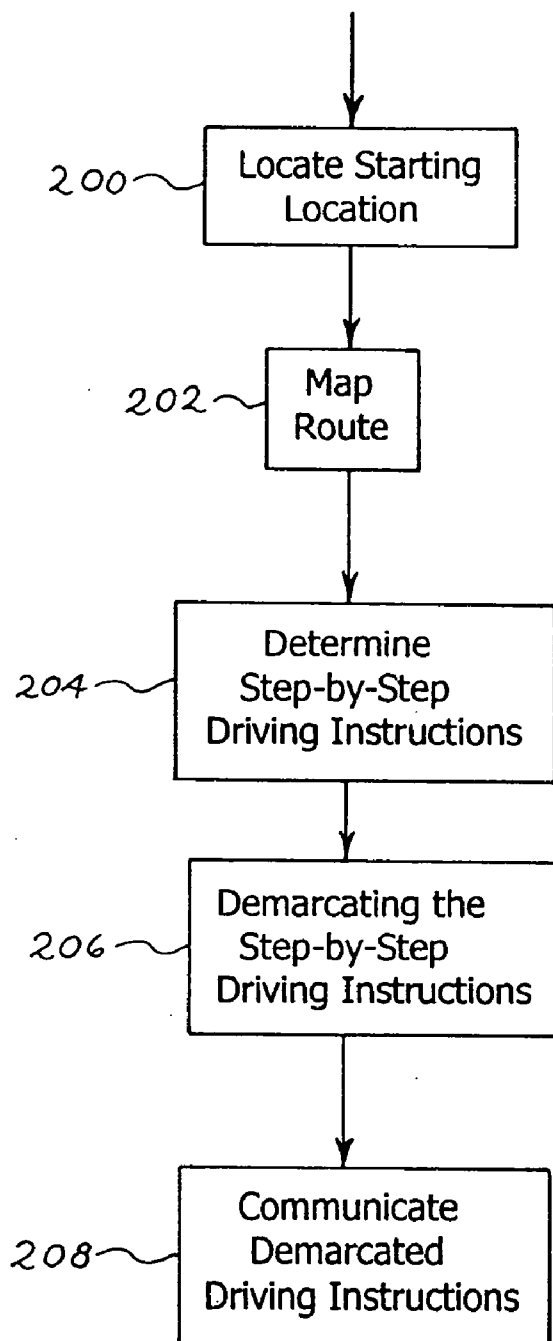 200
Locate Starting
Location
202
Map
Route
204
Determine
Step-by-Step
Driving Instructions
206
Demarcating the
Step-by-Step
Driving Instructions
208
Communicate
Demarcated
Driving Instructions